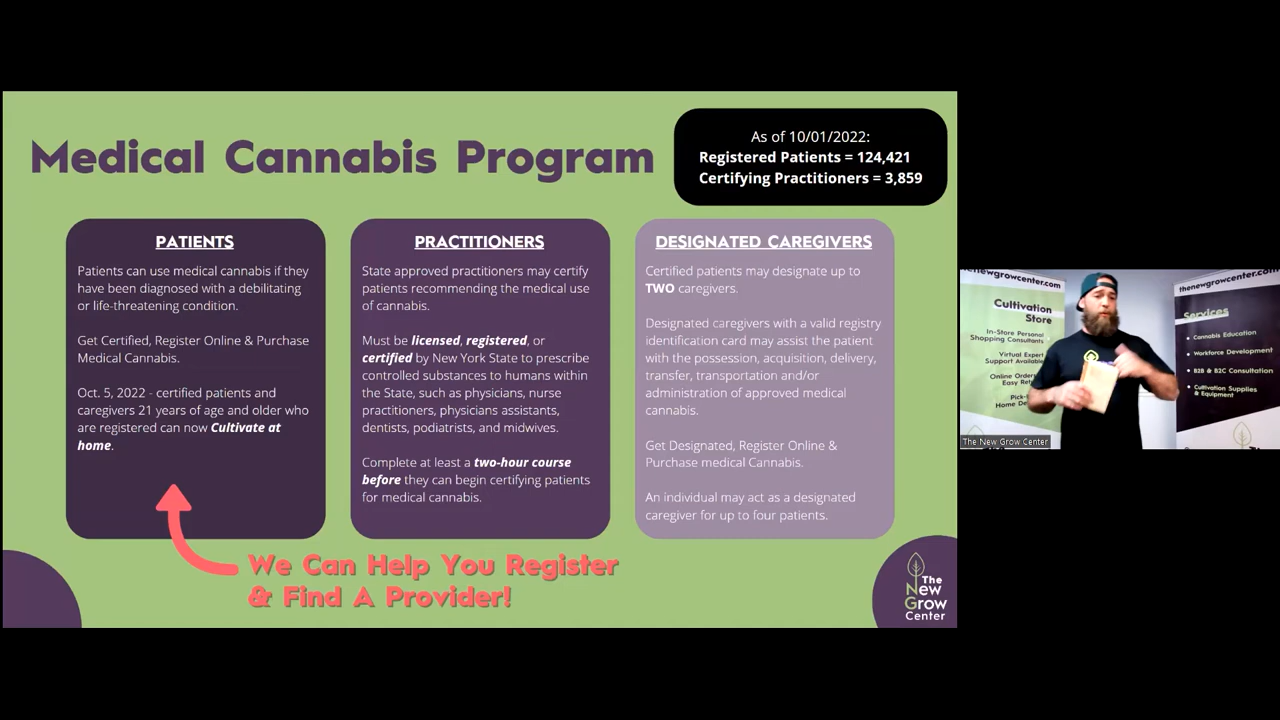 Medical Cannabis Program
As of 10/01/2022:
Registered Patients = 124,421
Certifying Practitioners = 3,859
PATIENTS
Patients can use medical cannabis if they
have been diagnosed with a debilitating
or life-threatening condition.
Get Certified, Register Online & Purchase
Medical Cannabis.
Oct. 5, 2022 - certified patients and
caregivers 21 years of age and older who
are registered can now Cultivate at
home.
PRACTITIONERS
State approved practitioners may certify
patients recommending the medical use
of cannabis.
Must be licensed, registered, or
certified by New York State to prescribe
controlled substances to humans within
the State, such as physicians, nurse
practitioners, physicians assistants,
dentists, podiatrists, and midwives.
Complete at least a two-hour course
before they can begin certifying patients
for medical cannabis.
DESIGNATED CAREGIVERS
Certified patients may designate up to
TWO caregivers.
Designated caregivers with a valid registry
identification card may assist the patient
with the possession, acquisition, delivery,
transfer, transportation and/or
administration of approved medical
cannabis.
Get Designated, Register Online &
Purchase medical Cannabis.
An individual may act as a designated
caregiver for up to four patients.
We Can Help You Register
& Find A Provider!
The
New
Grow
Center
newgrowcenter.com
Cultivation
Store
In-Store Personal
Shopping Consultants
Virtual Expert
Support Available
Online
Easy
Home
The New Grow Center
thenewgrowcenter.com
Services
Cannabis Education
Workforce Development
B2B & B2C Consultation
Cultivation Supplies
& Equipment